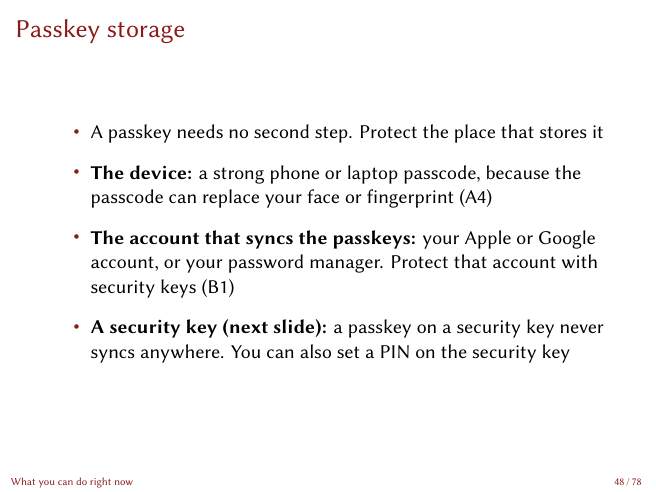 Passkey storage
• A passkey needs no second step. Protect the place that stores it
• The device: a strong phone or laptop passcode, because the
passcode can replace your face or fingerprint (A4)
• The account that syncs the passkeys: your Apple or Google
account, or your password manager. Protect that account with
security keys (B1)
• A security key (next slide): a passkey on a security key never
syncs anywhere. You can also set a PIN on the security key
What you can do right now
48 / 78